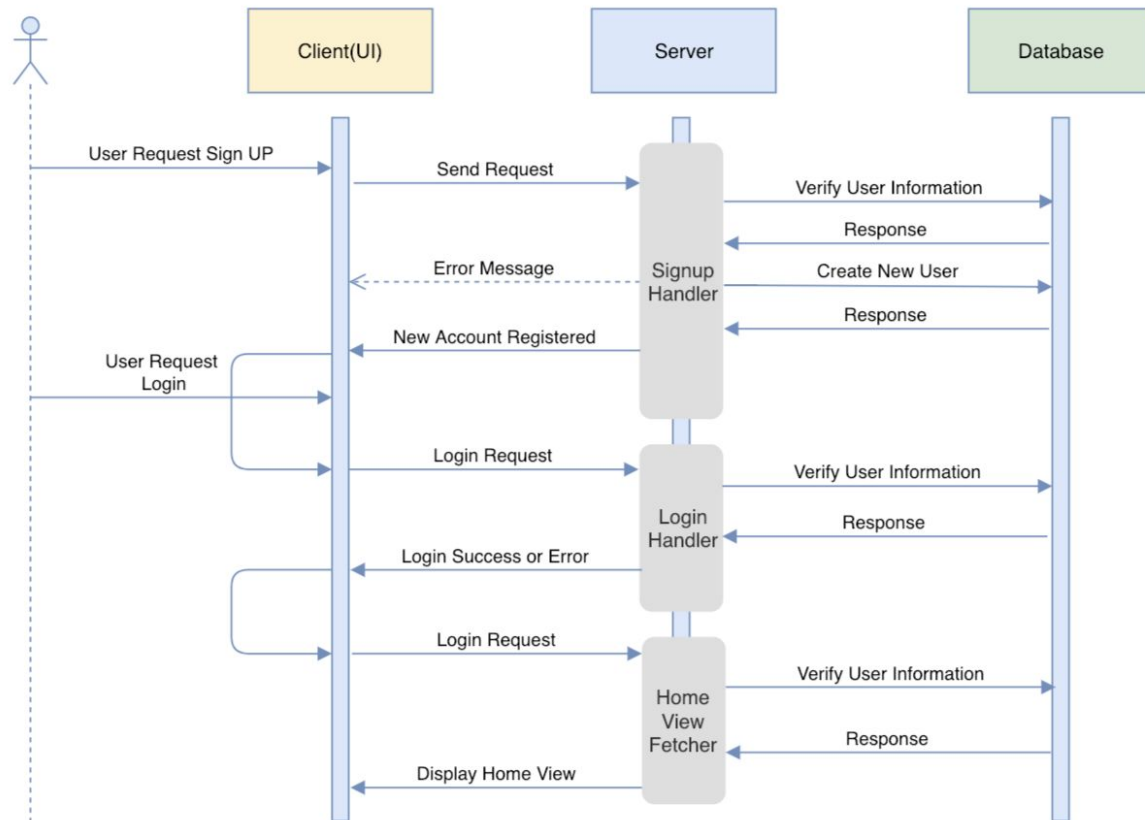 Client(UI)
Server
Database
User Request Sign UP
Send Request
Verify User Information
Response
Error Message
Signup
Handler
Create New User
Response
New Account Registered
User Request
Login
Login Request
Verify User Information
Login
Handler
Response
Login Success or Error
Login Request
Verify User Information
Home
View
Fetcher
Response
Display Home View